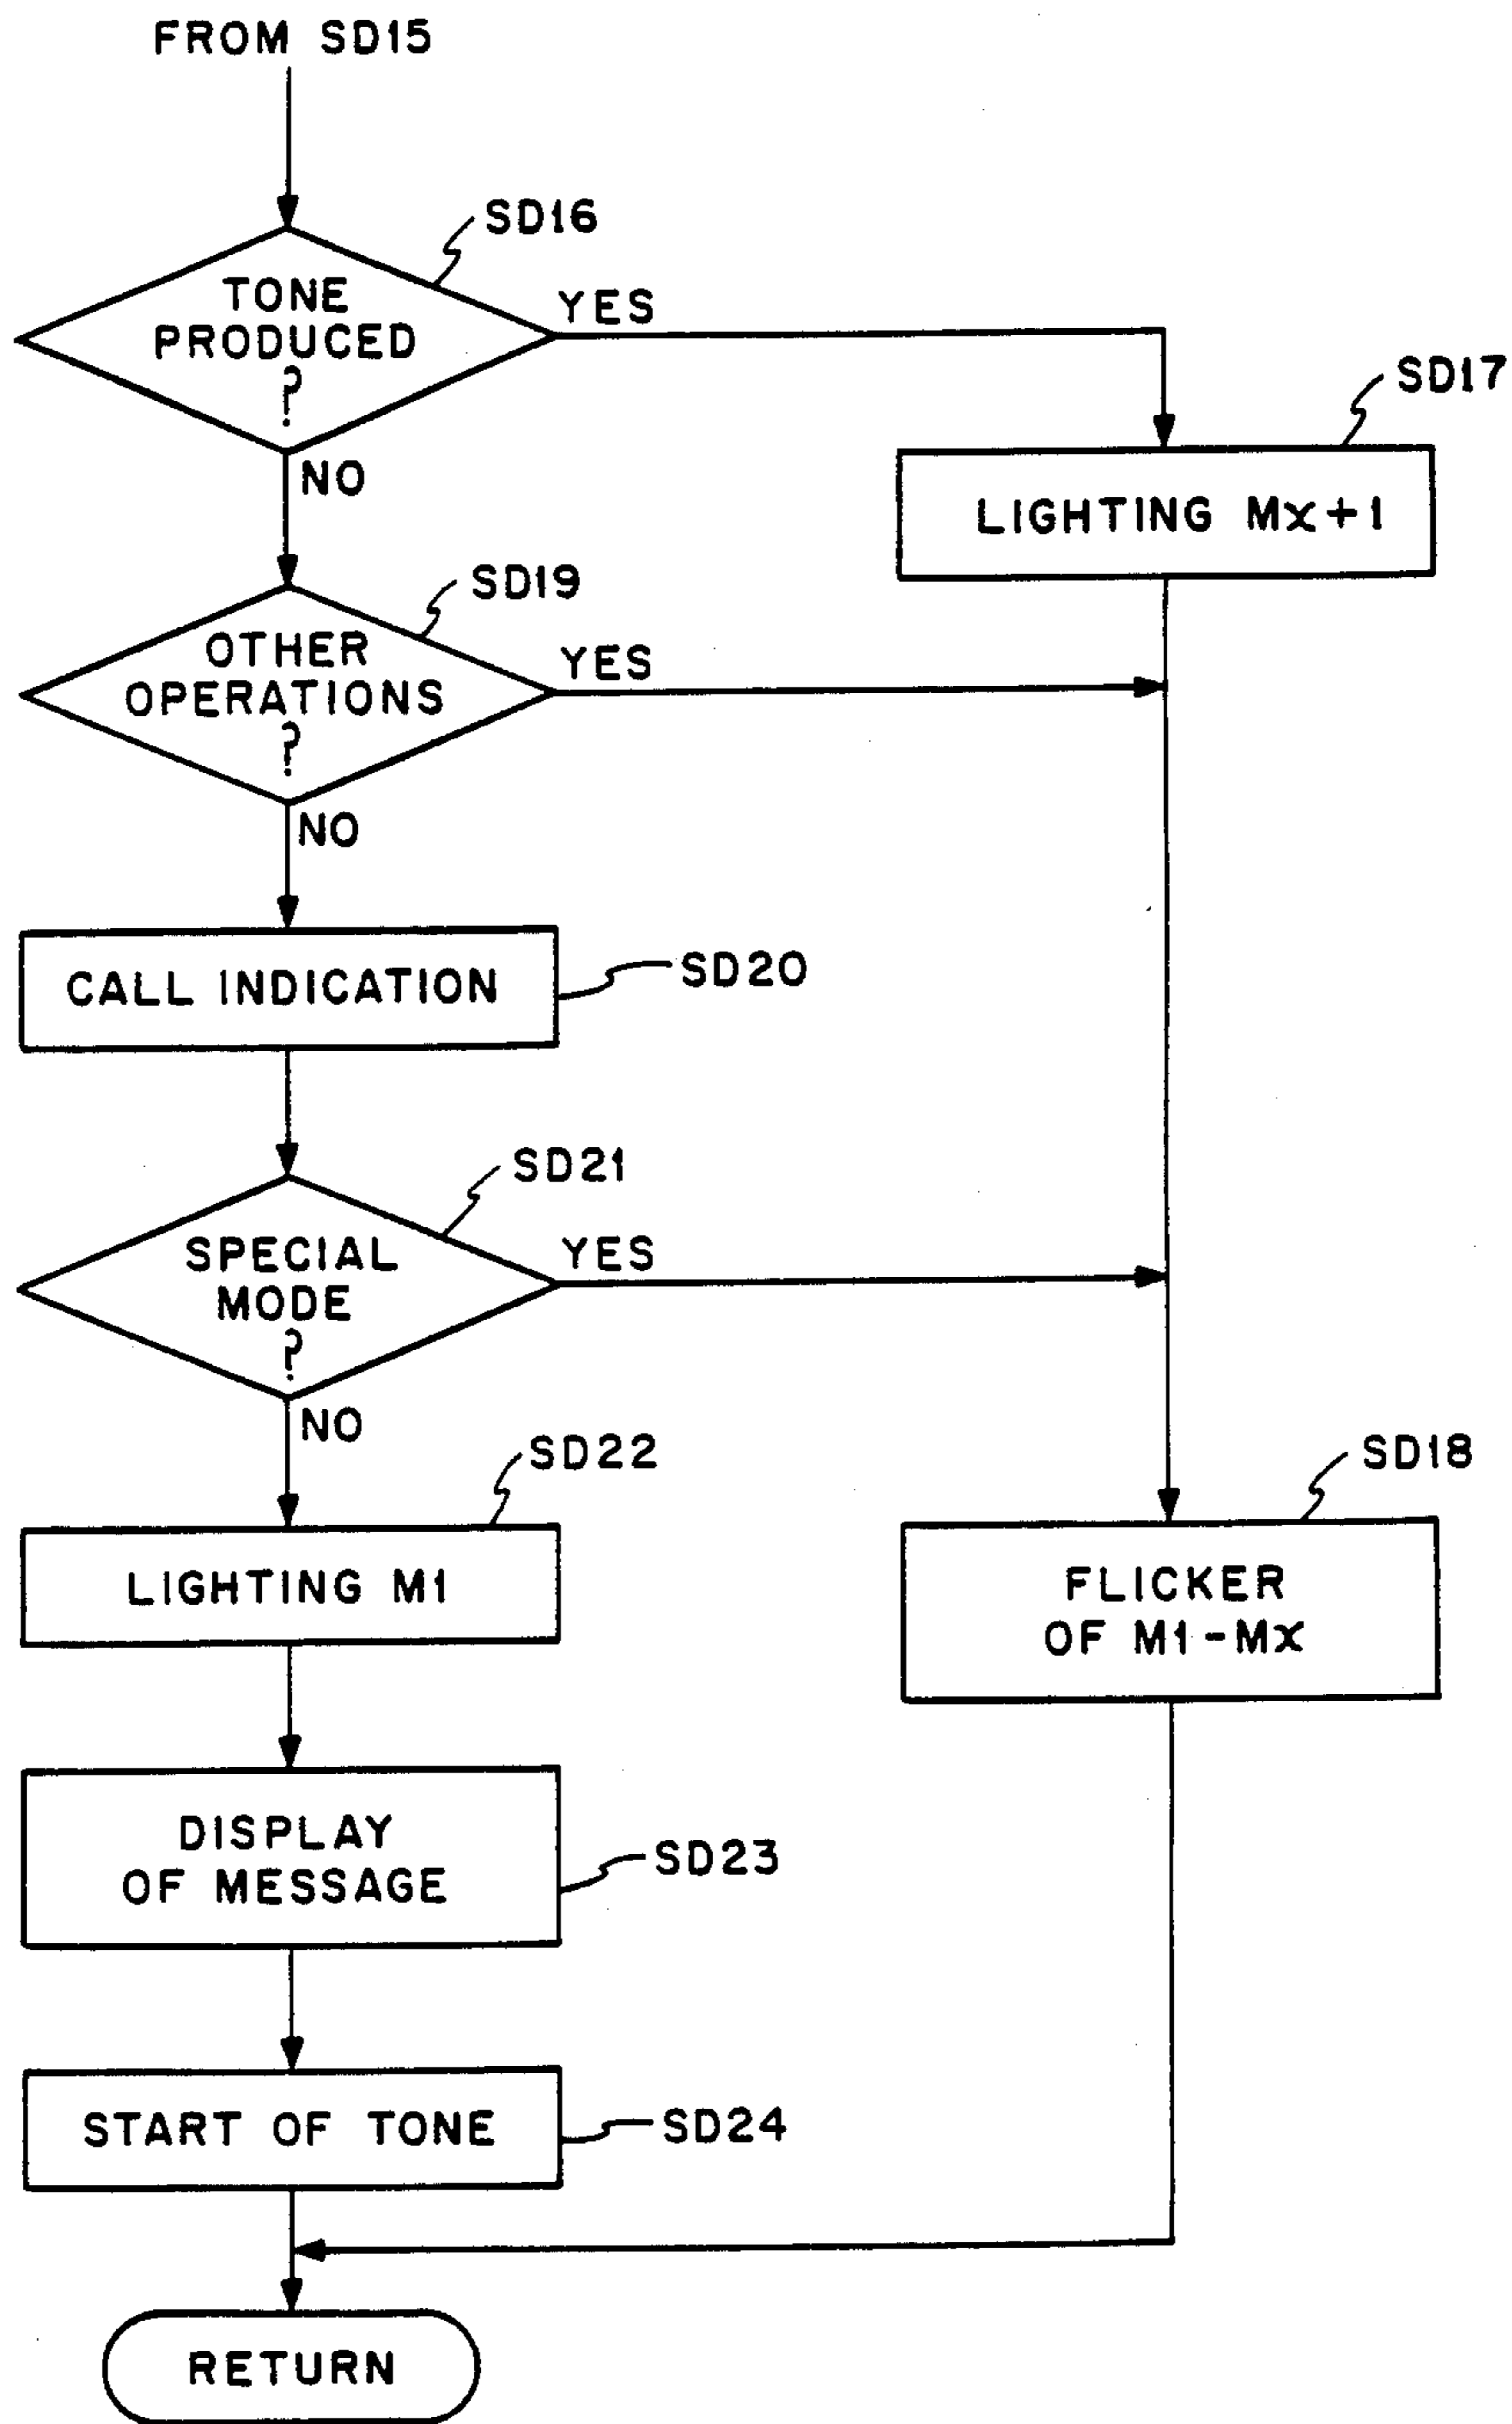 FROM SD15
SD16
TONE
PRODUCED
?
YES
NO
SD17
LIGHTING Mx+1
SD19
OTHER
OPERATIONS
?
YES
NO
CALL INDICATION
SD20
SD21
SPECIAL
MODE
?
YES
NO
SD22
LIGHTING M1
SD18
FLICKER
OF M1-Mx
DISPLAY
OF MESSAGE
SD23
START OF TONE
SD24
RETURN